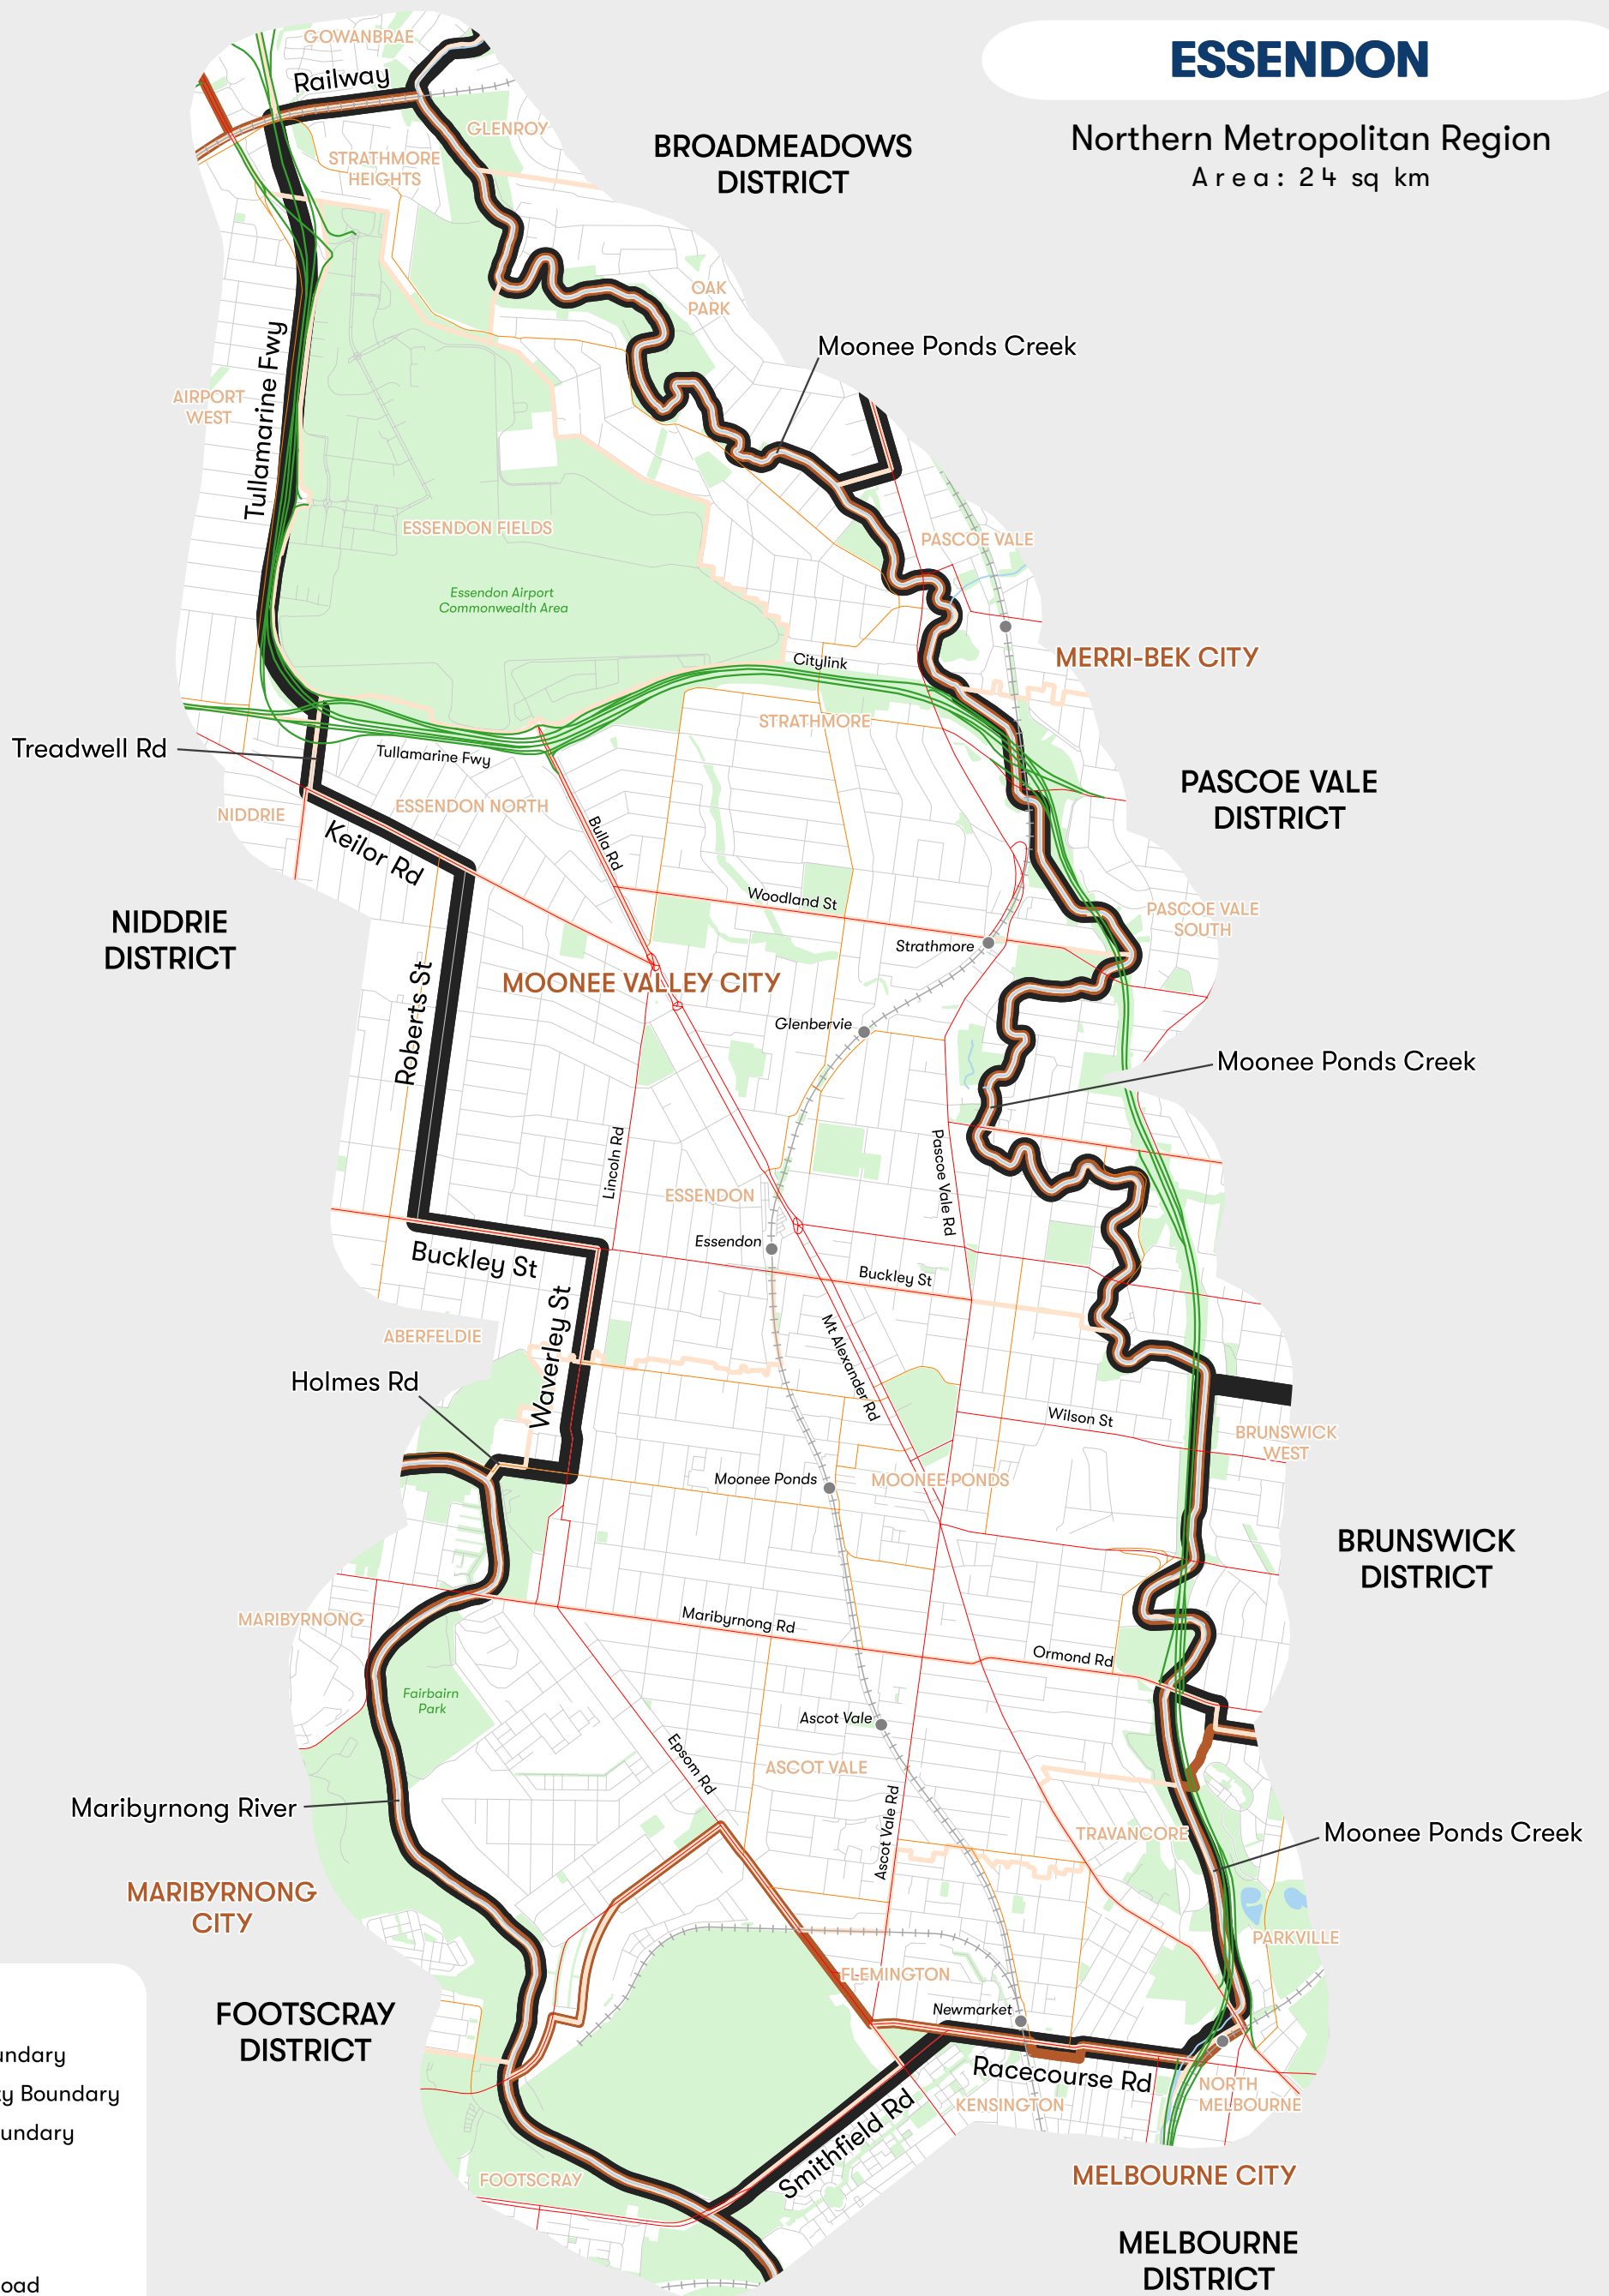 ESSENDON
Northern Metropolitan Region
Area: 24 sq km
GOWANBRAE
Railway
GLENROY
STRATHMORE
HEIGHTS
BROADMEADOWS
DISTRICT
OAK
PARK
Moonee Ponds Creek
Tullamarine Fwy
AIRPORT
WEST
ESSENDON FIELDS
PASCOE VALE
Essendon Airport
Commonwealth Area
MERRI-BEK CITY
Citylink
STRATHMORE
Treadwell Rd
Tullamarine Fwy
PASCOE VALE
DISTRICT
NIDDRIE
ESSENDON NORTH
Keilor Rd
Bulla Rd
Woodland St
PASCOE VALE
SOUTH
NIDDRIE
DISTRICT
Strathmore
MOONEE VALLEY CITY
Roberts St
Glenbervie
Moonee Ponds Creek
Lincoln Rd
Pascoe Vale Rd
ESSENDON
Essendon
Buckley St
Buckley St
ABERFELDIE
Waverley St
Mt Alexander Rd
Holmes Rd
Wilson St
BRUNSWICK
WEST
Moonee Ponds
MOONEE PONDS
BRUNSWICK
DISTRICT
MARIBYRNONG
Maribyrnong Rd
Ormond Rd
Fairbairn
Park
Ascot Vale
Epsom Rd
ASCOT VALE
Maribyrnong River
Ascot Vale Rd
TRAVANCORE
Moonee Ponds Creek
MARIBYRNONG
CITY
PARKVILLE
FLEMINGTON
FOOTSCRAY
DISTRICT
Newmarket
Racecourse Rd
undary
y Boundary
undary
NORTH
MELBOURNE
KENSINGTON
Smithfield Rd
FOOTSCRAY
MELBOURNE CITY
MELBOURNE
DISTRICT
oad